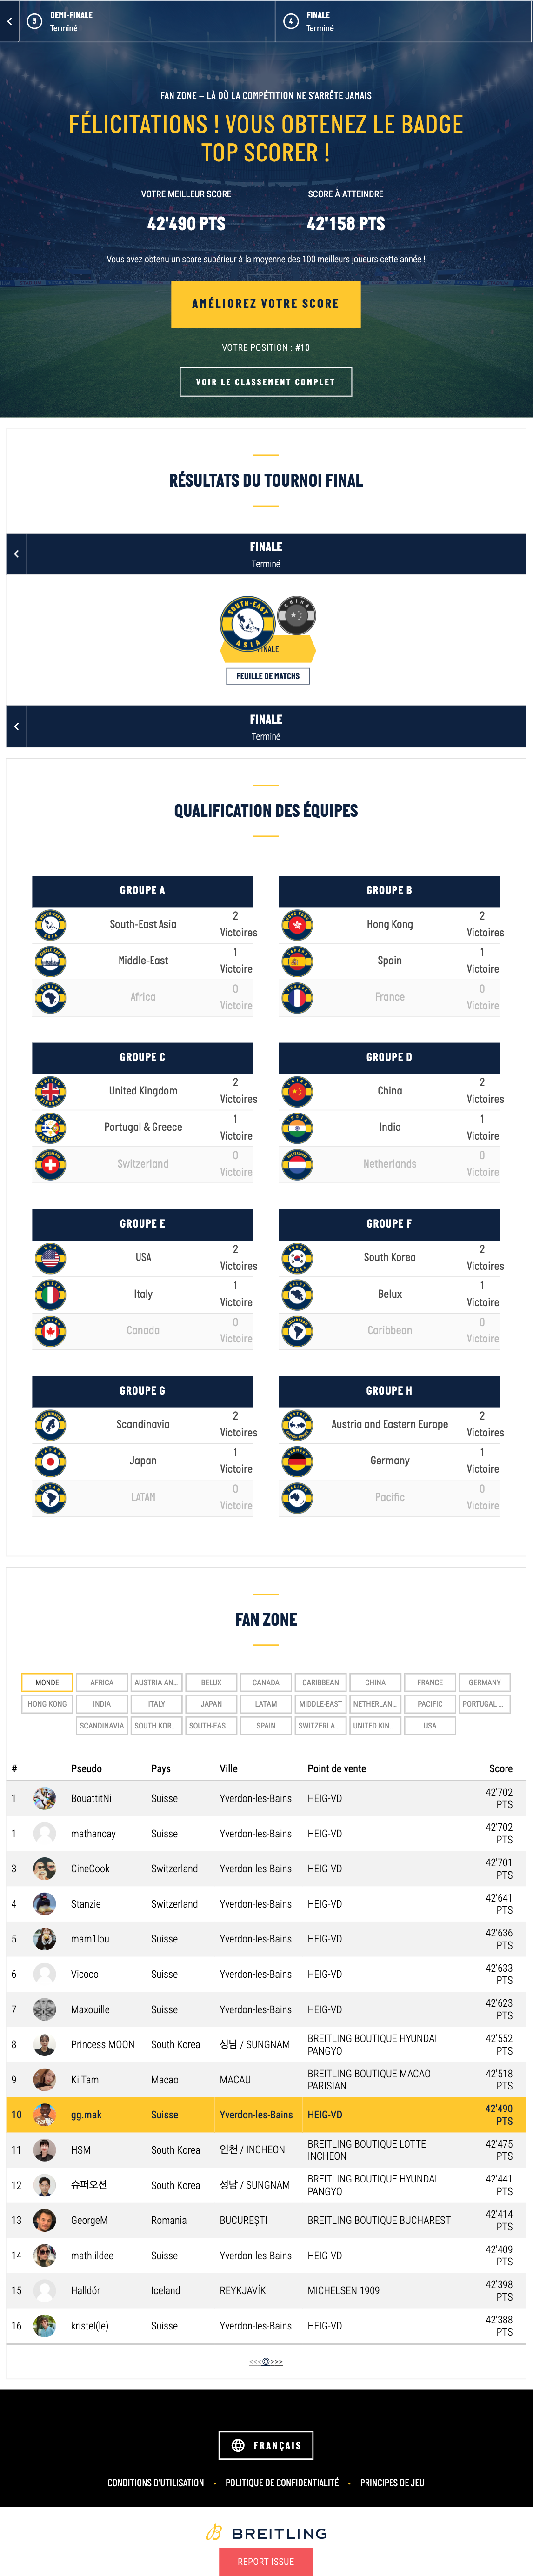 3 DEMI-FINALE
Terminé
4 FINALE
Terminé
FAN ZONE – LÀ OÙ LA COMPÉTITION NE S'ARRÊTE JAMAIS
FÉLICITATIONS ! VOUS OBTENEZ LE BADGE
TOP SCORER !
VOTRE MEILLEUR SCORE
42'490 PTS
SCORE À ATTEINDRE
42'158 PTS
Vous avez obtenu un score supérieur à la moyenne des 100 meilleurs joueurs cette année !
AMÉLIOREZ VOTRE SCORE
VOTRE POSITION : #10
VOIR LE CLASSEMENT COMPLET
RÉSULTATS DU TOURNOI FINAL
FINALE
Terminé
SOUTH-EAST
ASIA
CHINA
FINALE
FEUILLE DE MATCHS
FINALE
Terminé
QUALIFICATION DES ÉQUIPES
GROUPE A
South-East Asia 2 Victoires
Middle-East 1 Victoire
Africa 0 Victoire
GROUPE B
Hong Kong 2 Victoires
Spain 1 Victoire
France 0 Victoire
GROUPE C
United Kingdom 2 Victoires
Portugal & Greece 1 Victoire
Switzerland 0 Victoire
GROUPE D
China 2 Victoires
India 1 Victoire
Netherlands 0 Victoire
GROUPE E
USA 2 Victoires
Italy 1 Victoire
Canada 0 Victoire
GROUPE F
South Korea 2 Victoires
Belux 1 Victoire
Caribbean 0 Victoire
GROUPE G
Scandinavia 2 Victoires
Japan 1 Victoire
LATAM 0 Victoire
GROUPE H
Austria and Eastern Europe 2 Victoires
Germany 1 Victoire
Pacific 0 Victoire
FAN ZONE
MONDE AFRICA AUSTRIA AN... BELUX CANADA CARIBBEAN CHINA FRANCE GERMANY
HONG KONG INDIA ITALY JAPAN LATAM MIDDLE-EAST NETHERLAN... PACIFIC PORTUGAL ...
SCANDINAVIA SOUTH KOR... SOUTH-EAS... SPAIN SWITZERLA... UNITED KIN... USA
# Pseudo Pays Ville Point de vente Score
1 BouattitNi Suisse Yverdon-les-Bains HEIG-VD 42'702 PTS
1 mathancay Suisse Yverdon-les-Bains HEIG-VD 42'702 PTS
3 CineCook Switzerland Yverdon-les-Bains HEIG-VD 42'701 PTS
4 Stanzie Switzerland Yverdon-les-Bains HEIG-VD 42'641 PTS
5 mam1lou Suisse Yverdon-les-Bains HEIG-VD 42'636 PTS
6 Vicoco Suisse Yverdon-les-Bains HEIG-VD 42'633 PTS
7 Maxouille Suisse Yverdon-les-Bains HEIG-VD 42'623 PTS
8 Princess MOON South Korea 성남 / SUNGNAM BREITLING BOUTIQUE HYUNDAI PANGYO 42'552 PTS
9 Ki Tam Macao MACAU BREITLING BOUTIQUE MACAO PARISIAN 42'518 PTS
10 gg.mak Suisse Yverdon-les-Bains HEIG-VD 42'490 PTS
11 HSM South Korea 인천 / INCHEON BREITLING BOUTIQUE LOTTE INCHEON 42'475 PTS
12 슈퍼오션 South Korea 성남 / SUNGNAM BREITLING BOUTIQUE HYUNDAI PANGYO 42'441 PTS
13 GeorgeM Romania BUCUREȘTI BREITLING BOUTIQUE BUCHAREST 42'414 PTS
14 math.ildee Suisse Yverdon-les-Bains HEIG-VD 42'409 PTS
15 Halldór Iceland REYKJAVÍK MICHELSEN 1909 42'398 PTS
16 kristel(le) Suisse Yverdon-les-Bains HEIG-VD 42'388 PTS
FRANÇAIS
CONDITIONS D'UTILISATION • POLITIQUE DE CONFIDENTIALITÉ • PRINCIPES DE JEU
BREITLING
REPORT ISSUE